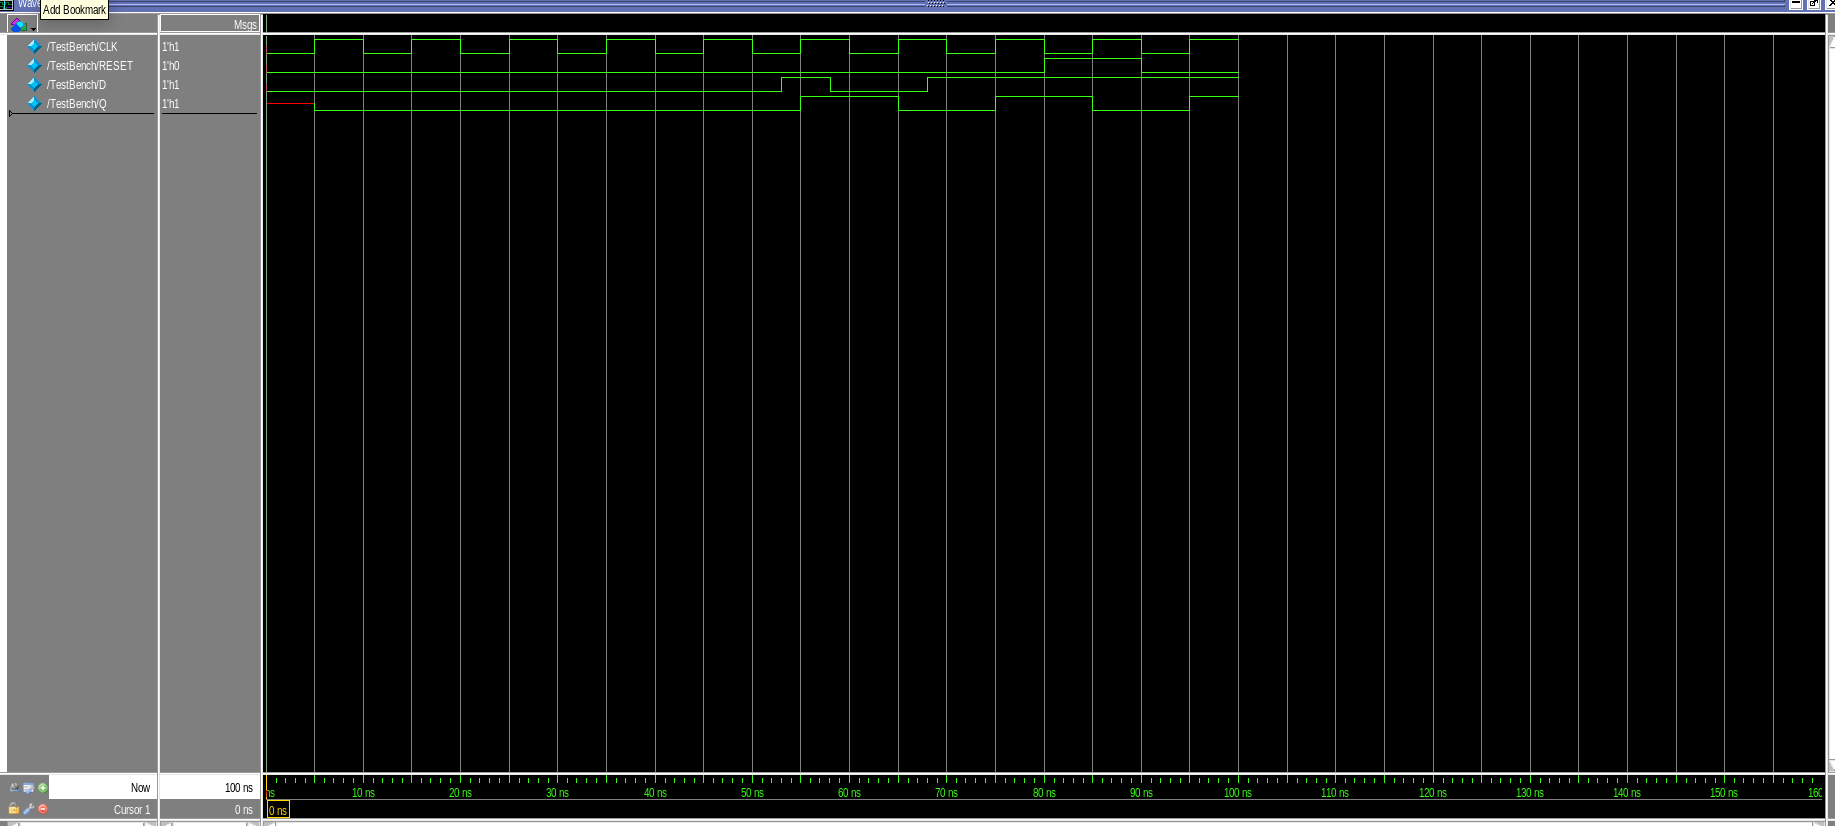 Wave
Add Bookmark
Msgs
/TestBench/CLK 1'h1
/TestBench/RESET 1'h0
/TestBench/D 1'h1
/TestBench/Q 1'h1
Now 100 ns
ns 10 ns 20 ns 30 ns 40 ns 50 ns 60 ns 70 ns 80 ns 90 ns 100 ns 110 ns 120 ns 130 ns 140 ns 150 ns 160
Cursor 1 0 ns
0 ns